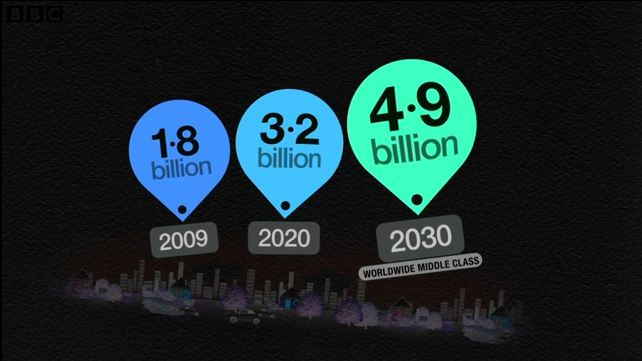 BBC
1·8
billion
3·2
billion
4·9
billion
2009
2020
2030
WORLDWIDE MIDDLE CLASS